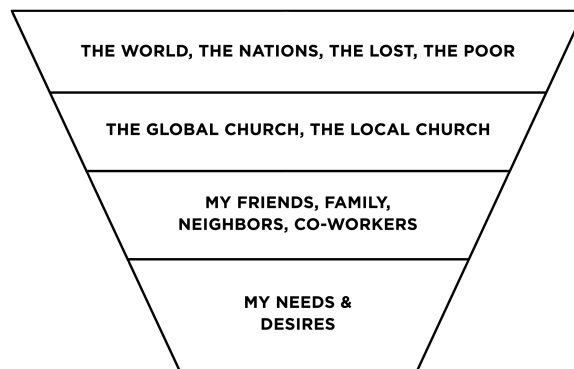 THE WORLD, THE NATIONS, THE LOST, THE POOR
THE GLOBAL CHURCH, THE LOCAL CHURCH
MY FRIENDS, FAMILY,
NEIGHBORS, CO-WORKERS
MY NEEDS &
DESIRES